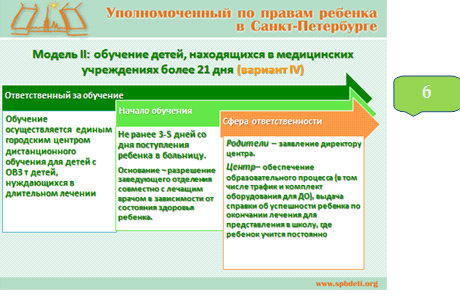 Уполномоченный по правам ребенка
в Санкт-Петербурге
Модель II: обучение детей, находящихся в медицинских
учреждениях более 21 дня (вариант IV)
6
Ответственный за обучение
Обучение
осуществляется единым
городским центром
дистанционного
обучения для детей с
ОВЗ т детей,
нуждающихся в
длительном лечении
Начало обучения
Не ранее 3-5 дней со
дня поступления
ребенка в больницу.
Основание – разрешение
заведующего отделения
совместно с лечащим
врачом в зависимости от
состояния здоровья
ребенка.
Сфера ответственности
Родители – заявление директору
центра.
Центр– обеспечение
образовательного процесса (в том
числе трафик и комплект
оборудования для ДО), выдача
справки об успешности ребенка по
окончании лечения для
представления в школу, где
ребенок учится постоянно
www.spbdeti.org